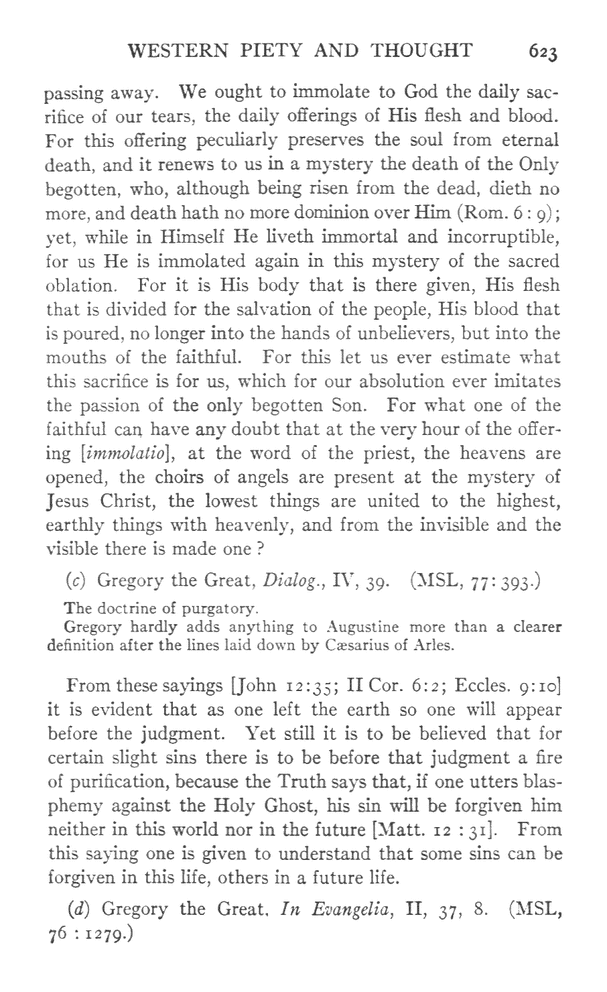 WESTERN PIETY AND THOUGHT 623
passing away. We ought to immolate to God the daily sac-
rifice of our tears, the daily offerings of His flesh and blood.
For this offering peculiarly preserves the soul from eternal
death, and it renews to us in a mystery the death of the Only
begotten, who, although being risen from the dead, dieth no
more, and death hath no more dominion over Him (Rom. 6 : 9);
yet, while in Himself He liveth immortal and incorruptible,
for us He is immolated again in this mystery of the sacred
oblation. For it is His body that is there given, His flesh
that is divided for the salvation of the people, His blood that
is poured, no longer into the hands of unbelievers, but into the
mouths of the faithful. For this let us ever estimate what
this sacrifice is for us, which for our absolution ever imitates
the passion of the only begotten Son. For what one of the
faithful can have any doubt that at the very hour of the offer-
ing [immolatio], at the word of the priest, the heavens are
opened, the choirs of angels are present at the mystery of
Jesus Christ, the lowest things are united to the highest,
earthly things with heavenly, and from the invisible and the
visible there is made one ?
(c) Gregory the Great, Dialog., IV, 39. (MSL, 77: 393.)
The doctrine of purgatory.
Gregory hardly adds anything to Augustine more than a clearer
definition after the lines laid down by Cæsarius of Arles.
From these sayings [John 12:35; II Cor. 6:2; Eccles. 9:10]
it is evident that as one left the earth so one will appear
before the judgment. Yet still it is to be believed that for
certain slight sins there is to be before that judgment a fire
of purification, because the Truth says that, if one utters blas-
phemy against the Holy Ghost, his sin will be forgiven him
neither in this world nor in the future [Matt. 12 : 31]. From
this saying one is given to understand that some sins can be
forgiven in this life, others in a future life.
(d) Gregory the Great, In Evangelia, II, 37, 8. (MSL,
76 : 1279.)